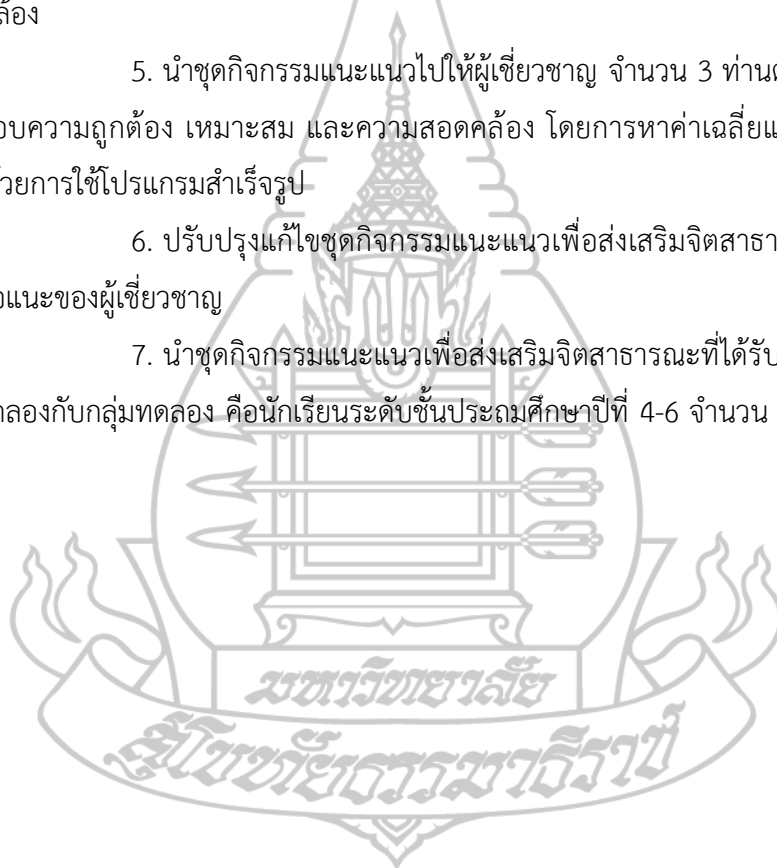 ล้อง
5. นำชุดกิจกรรมแนะแนวไปให้ผู้เชี่ยวชาญ จำนวน 3 ท่านต
อบความถูกต้อง เหมาะสม และความสอดคล้อง โดยการหาค่าเฉลี่ยแ
วยการใช้โปรแกรมสำเร็จรูป
6. ปรับปรุงแก้ไขชุดกิจกรรมแนะแนวเพื่อส่งเสริมจิตสาธา
อแนะของผู้เชี่ยวชาญ
7. นำชุดกิจกรรมแนะแนวเพื่อส่งเสริมจิตสาธารณะที่ได้รับ
ดลองกับกลุ่มทดลอง คือนักเรียนระดับชั้นประถมศึกษาปีที่ 4-6 จำนวน
มหาวิทยาลัย
สุโขทัยธรรมาธิราช